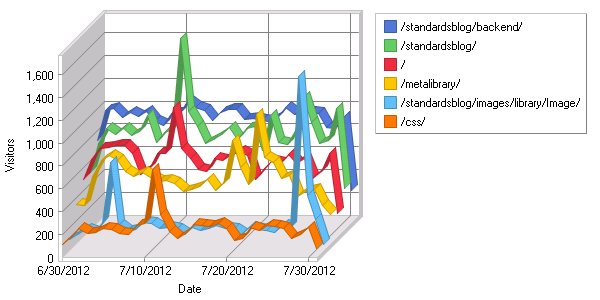 /standardsblog/backend/
/standardsblog/
/
/metalibrary/
/standardsblog/images/library/Image/
/css/
Visitors
1,600
1,400
1,200
1,000
800
600
400
200
0
6/30/2012 7/10/2012 7/20/2012 7/30/2012
Date